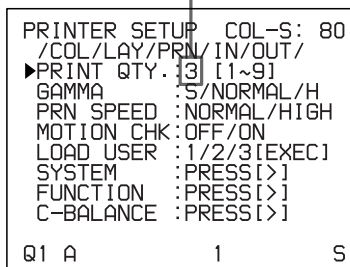 PRINTER SETUP COL-S: 80
/COL/LAY/PRN/IN/OUT/
▶PRINT QTY.:3 [1~9]
GAMMA :S/NORMAL/H
PRN SPEED :NORMAL/HIGH
MOTION CHK:OFF/ON
LOAD USER :1/2/3[EXEC]
SYSTEM :PRESS[>]
FUNCTION :PRESS[>]
C-BALANCE :PRESS[>]
Q1 A 1 S